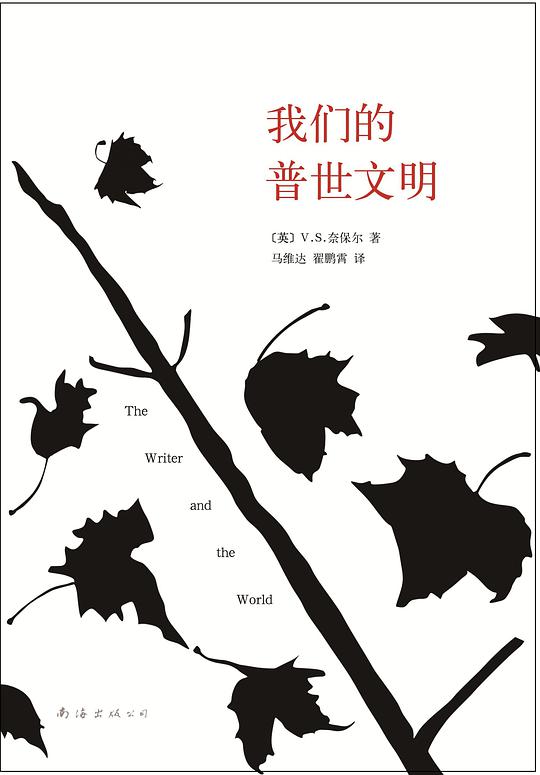 我们的
普世文明
〔英〕V.S.奈保尔 著
马维达 翟鹏霄 译
The
Writer
and
the
World
南海出版公司